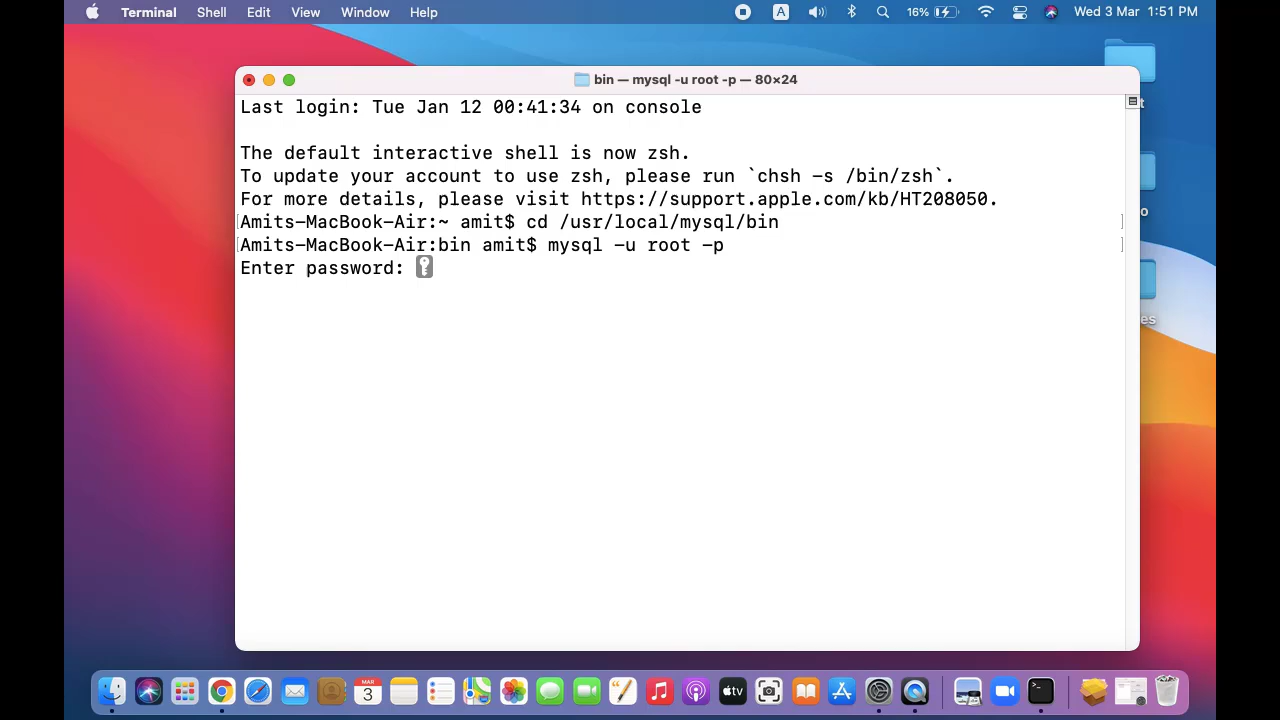 Terminal Shell Edit View Window Help A 16% Wed 3 Mar 1:51 PM
bin — mysql -u root -p — 80×24
Last login: Tue Jan 12 00:41:34 on console
The default interactive shell is now zsh.
To update your account to use zsh, please run `chsh -s /bin/zsh`.
For more details, please visit https://support.apple.com/kb/HT208050.
[Amits-MacBook-Air:~ amit$ cd /usr/local/mysql/bin ]
[Amits-MacBook-Air:bin amit$ mysql -u root -p ]
Enter password:
t
o
es
MAR
3
tv
>_